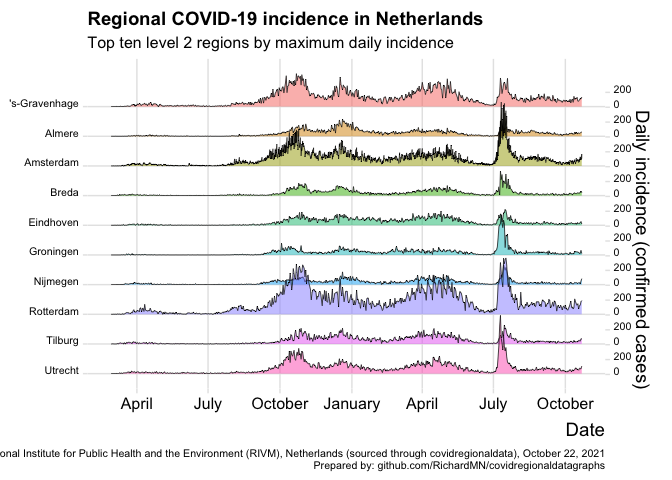 Regional COVID-19 incidence in Netherlands
Top ten level 2 regions by maximum daily incidence
's-Gravenhage
Almere
Amsterdam
Breda
Eindhoven
Groningen
Nijmegen
Rotterdam
Tilburg
Utrecht
200
0
200
0
200
0
200
0
200
0
200
0
200
0
200
0
200
0
200
0
Daily incidence (confirmed cases)
April July October January April July October
Date
Institute for Public Health and the Environment (RIVM), Netherlands (sourced through covidregionaldata), October 22, 2021
Prepared by: github.com/RichardMN/covidregionaldatagraphs